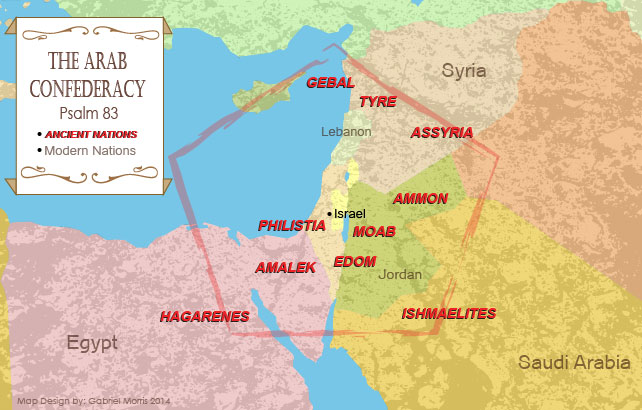 THE ARAB
CONFEDERACY
Psalm 83
• ANCIENT NATIONS
• Modern Nations
GEBAL
Syria
TYRE
Lebanon
ASSYRIA
AMMON
• Israel
PHILISTIA
MOAB
AMALEK
EDOM
Jordan
HAGARENES
ISHMAELITES
Egypt
Saudi Arabia
Map Design by: Gabriel Morris 2014